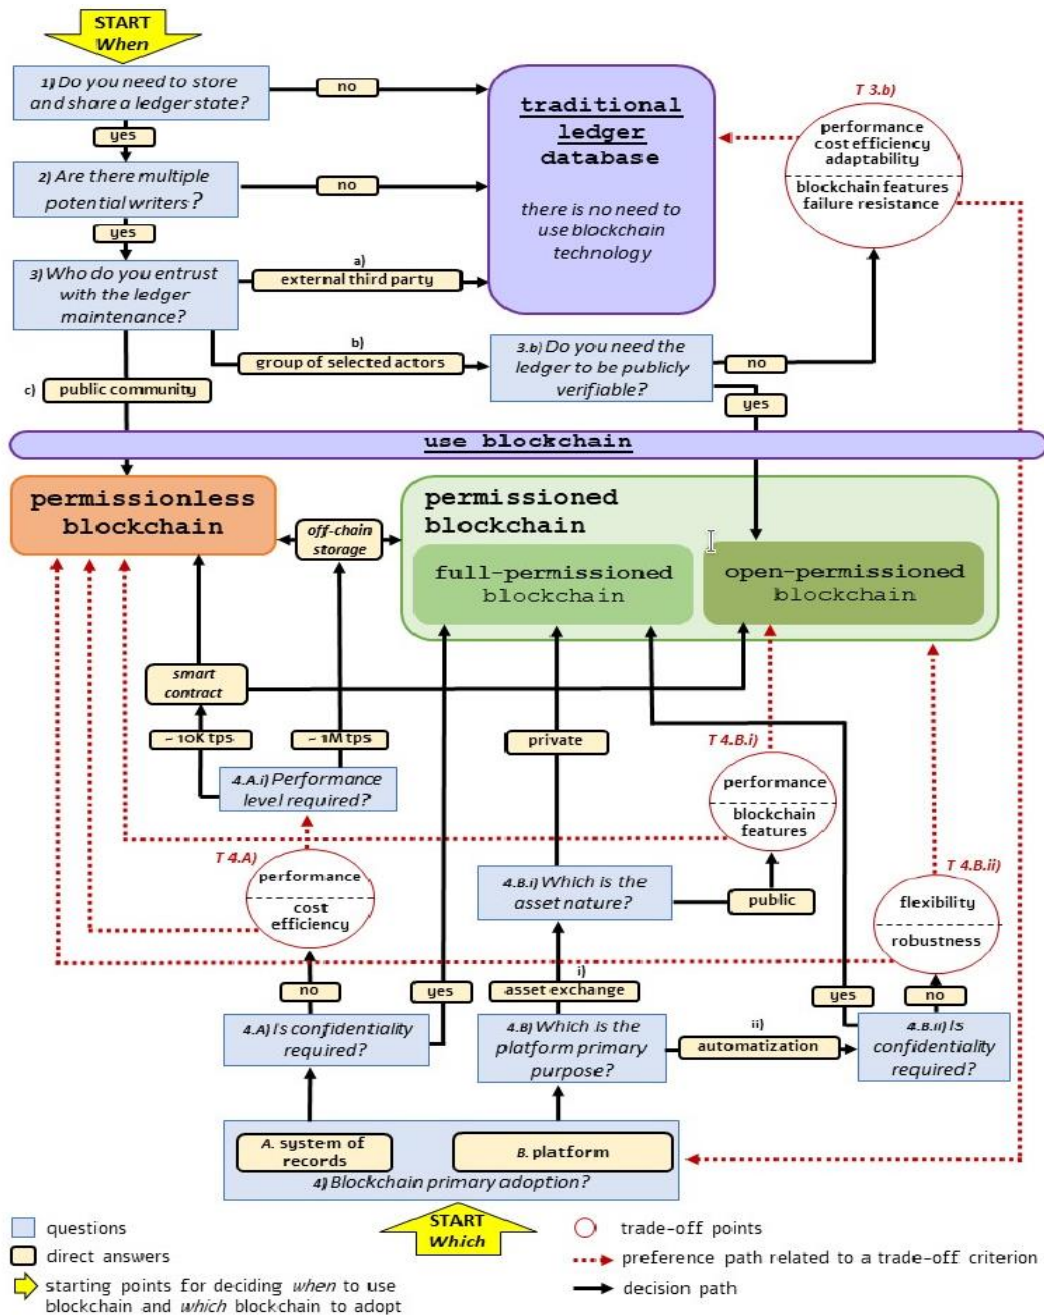 START
When
1) Do you need to store
and share a ledger state?
no
yes
2) Are there multiple
potential writers?
no
yes
3) Who do you entrust
with the ledger
maintenance?
a)
external third party
b)
group of selected actors
c)
public community
traditional
ledger
database
there is no need to
use blockchain
technology
T 3.b)
performance
cost efficiency
adaptability
blockchain features
failure resistance
3.b) Do you need the
ledger to be publicly
verifiable?
no
yes
use blockchain
permissionless
blockchain
off-chain
storage
permissioned
blockchain
full-permissioned
blockchain
open-permissioned
blockchain
smart
contract
~ 10K tps
~ 1M tps
private
4.A.i) Performance
level required?
T 4.B.i)
performance
blockchain
features
T 4.A)
performance
cost
efficiency
4.B.i) Which is the
asset nature?
public
T 4.B.ii)
flexibility
robustness
no
yes
i)
asset exchange
yes
no
4.A) Is confidentiality
required?
4.B) Which is the
platform primary
purpose?
ii)
automatization
4.B.ii) Is
confidentiality
required?
A. system of
records
B. platform
4) Blockchain primary adoption?
START
Which
questions
direct answers
starting points for deciding when to use
blockchain and which blockchain to adopt
trade-off points
preference path related to a trade-off criterion
decision path